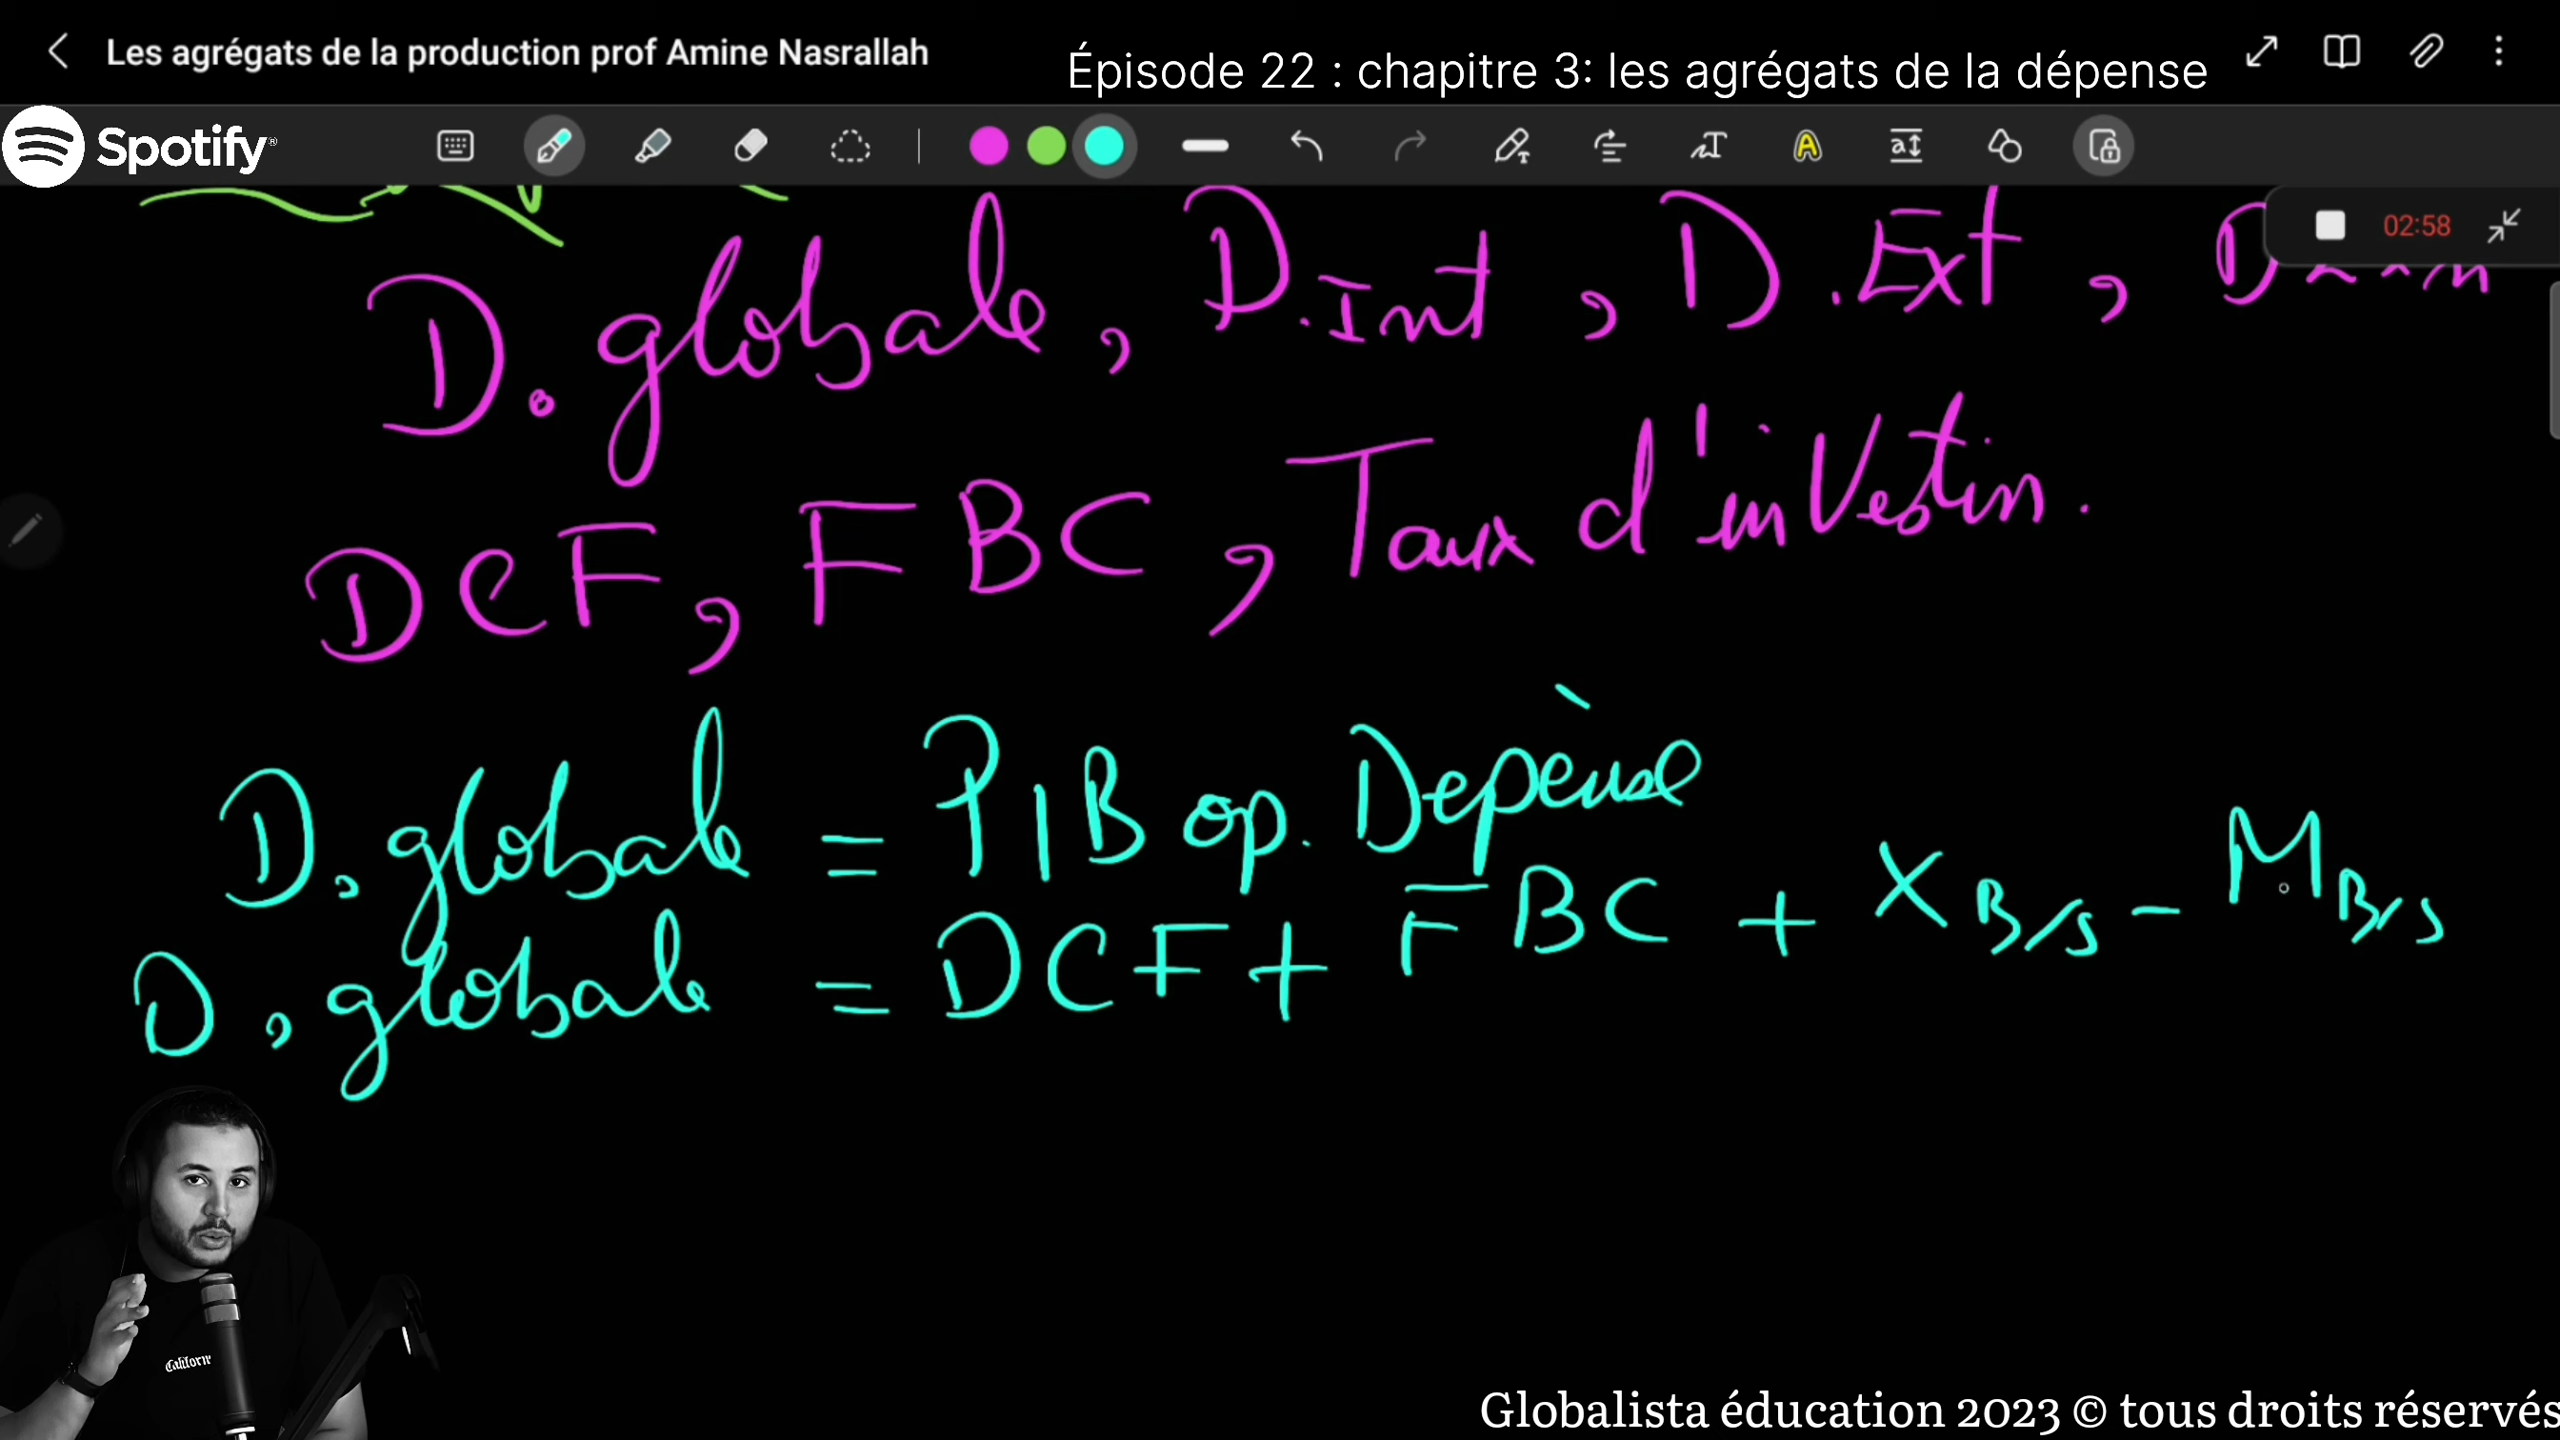 Les agrégats de la production prof Amine Nasrallah
Épisode 22 : chapitre 3: les agrégats de la dépense
Spotify®
02:58
D. globale, D.Int, D.Ext,
DCF, FBC, Taux d'investin.
D. globale = PIB op. Depènse
D. globale = DCF + FBC + X B/S - M B/S
Californ
Globalista éducation 2023 © tous droits réservés